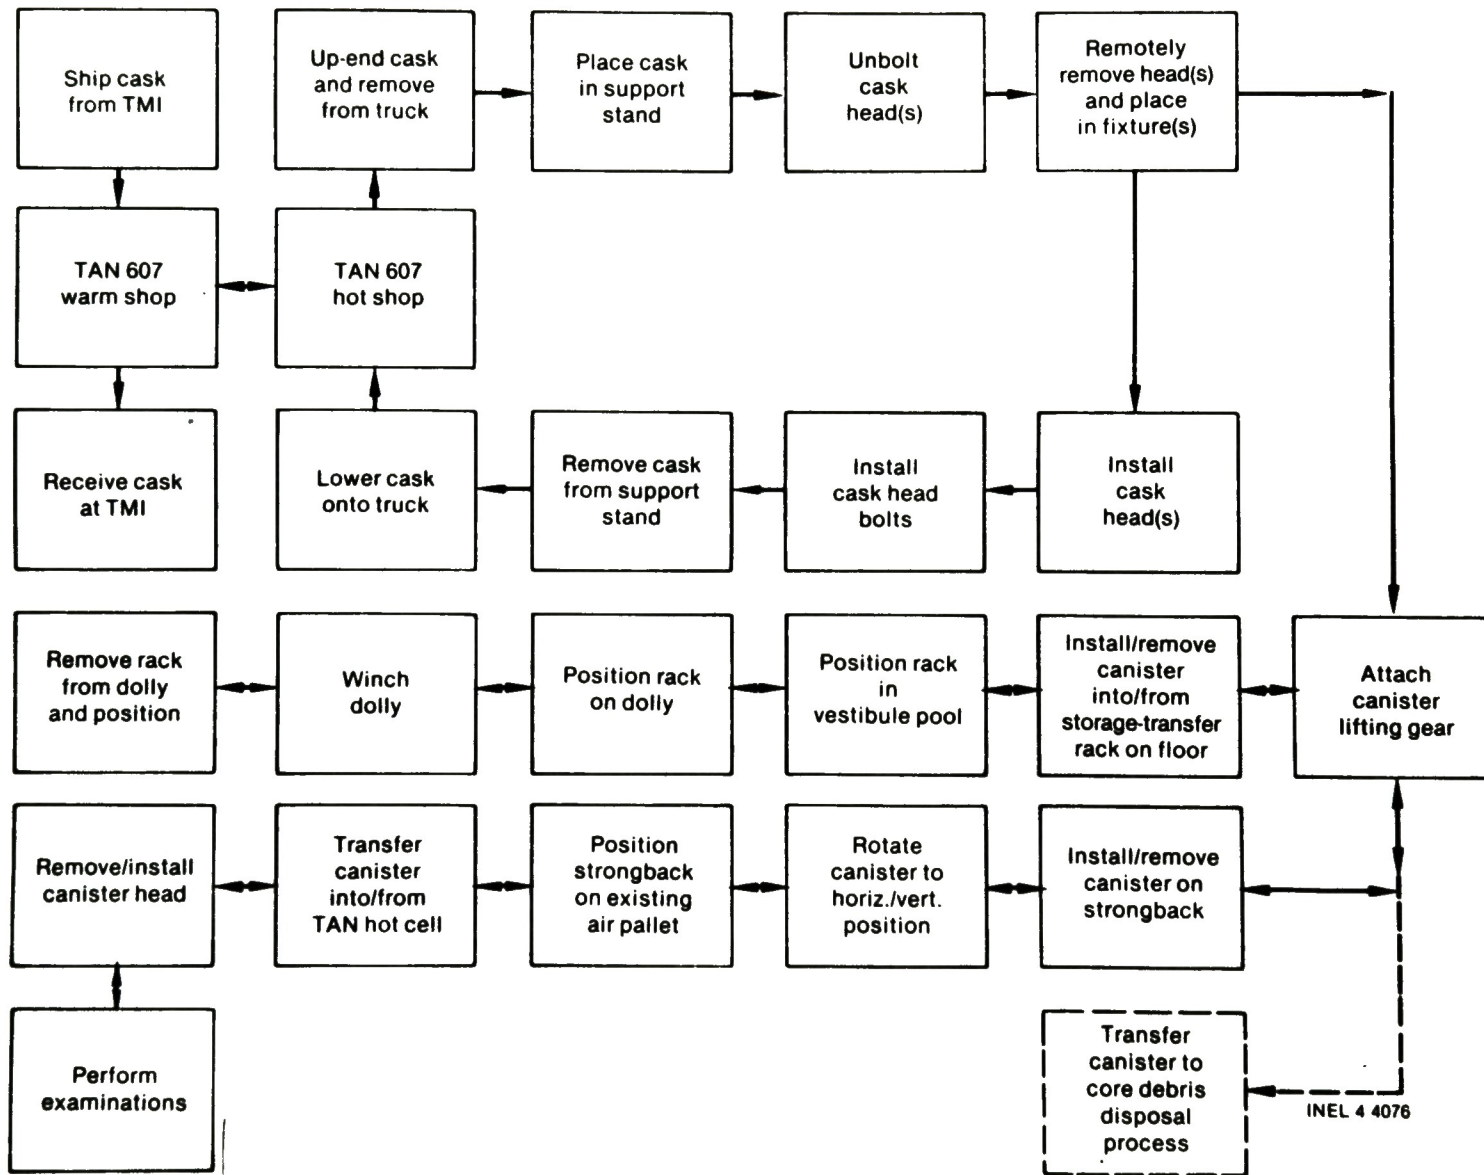 Ship cask
from TMI
Up-end cask
and remove
from truck
Place cask
in support
stand
Unbolt
cask
head(s)
Remotely
remove head(s)
and place
in fixture(s)
TAN 607
warm shop
TAN 607
hot shop
Receive cask
at TMI
Lower cask
onto truck
Remove cask
from support
stand
Install
cask head
bolts
Install
cask
head(s)
Remove rack
from dolly
and position
Winch
dolly
Position rack
on dolly
Position rack
in
vestibule pool
Install/remove
canister
into/from
storage-transfer
rack on floor
Attach
canister
lifting gear
Remove/install
canister head
Transfer
canister
into/from
TAN hot cell
Position
strongback
on existing
air pallet
Rotate
canister to
horiz./vert.
position
Install/remove
canister on
strongback
Perform
examinations
Transfer
canister to
core debris
disposal
process
INEL 4 4076